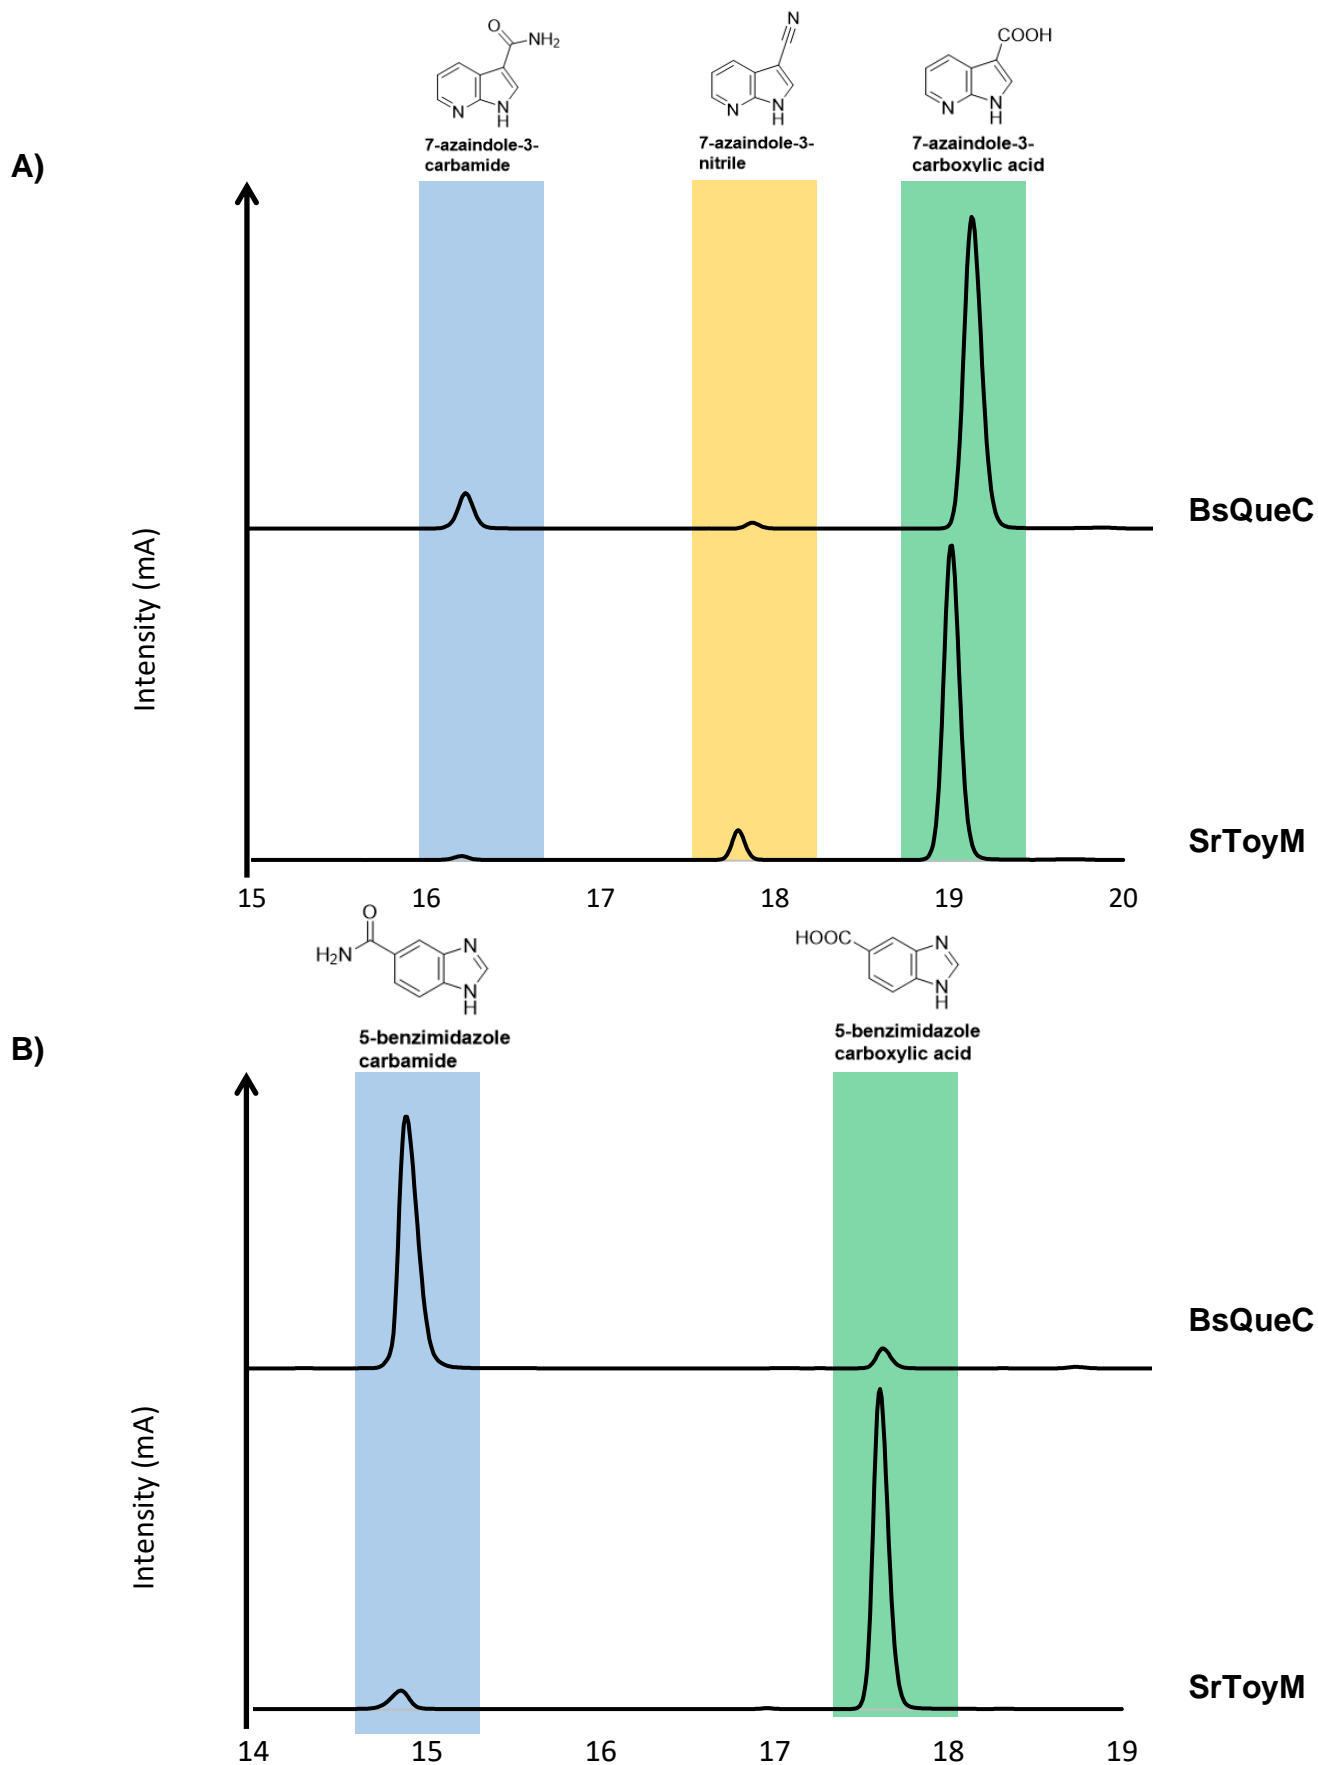 O
NH2
N
N
H
7-azaindole-3-
carbamide
N
N
N
H
7-azaindole-3-
nitrile
COOH
N
N
H
7-azaindole-3-
carboxylic acid
A)
Intensity (mA)
BsQueC
SrToyM
15 16 17 18 19 20
O
H2N
N
N
H
5-benzimidazole
carbamide
HOOC
N
N
H
5-benzimidazole
carboxylic acid
B)
Intensity (mA)
BsQueC
SrToyM
14 15 16 17 18 19